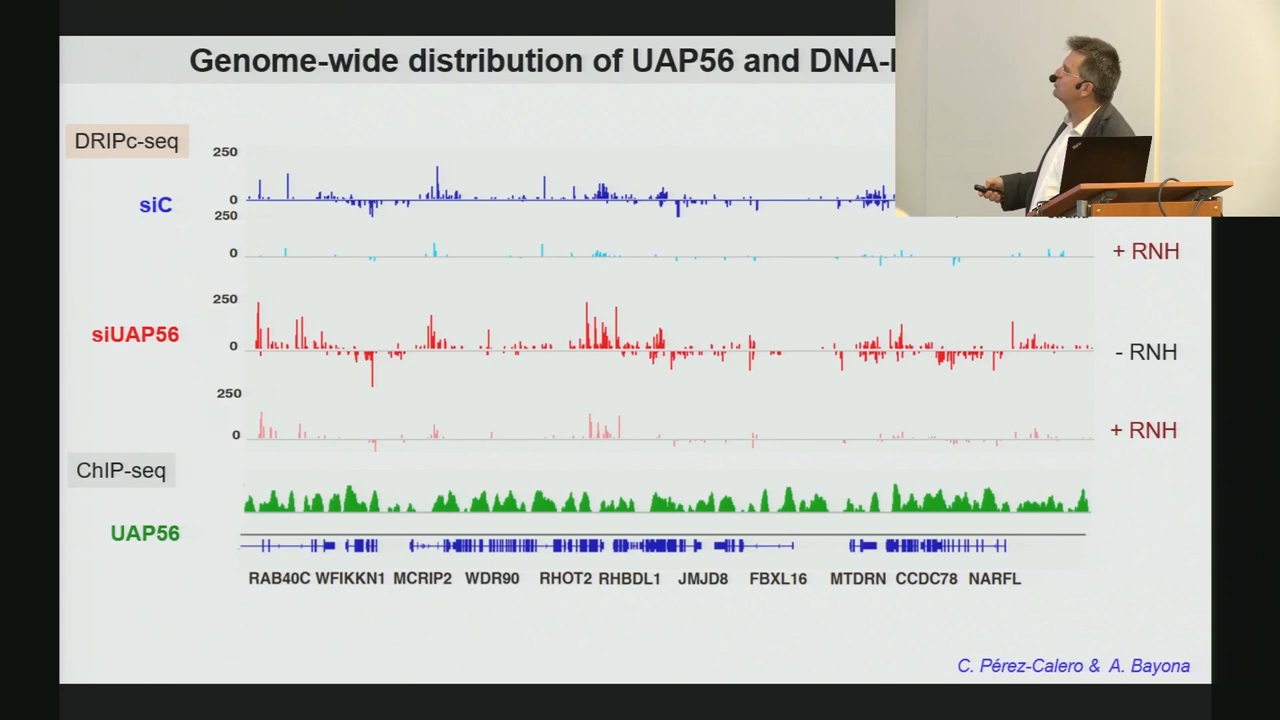 Genome-wide distribution of UAP56 and DNA-
DRIPc-seq
250
siC
0
250
0
+ RNH
250
siUAP56
0
- RNH
250
0
+ RNH
ChIP-seq
UAP56
RAB40C WFIKKN1 MCRIP2 WDR90 RHOT2 RHBDL1 JMJD8 FBXL16 MTDRN CCDC78 NARFL
C. Pérez-Calero & A. Bayona